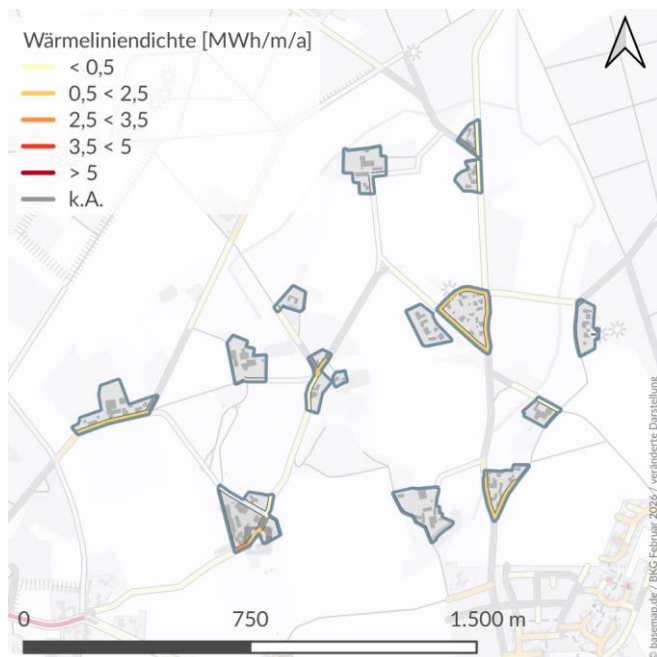 Wärmeliniendichte [MWh/m/a]
< 0,5
0,5 < 2,5
2,5 < 3,5
3,5 < 5
> 5
k.A.
0 750 1.500 m
© basemap.de / BKG Februar 2026 / veränderte Darstellung